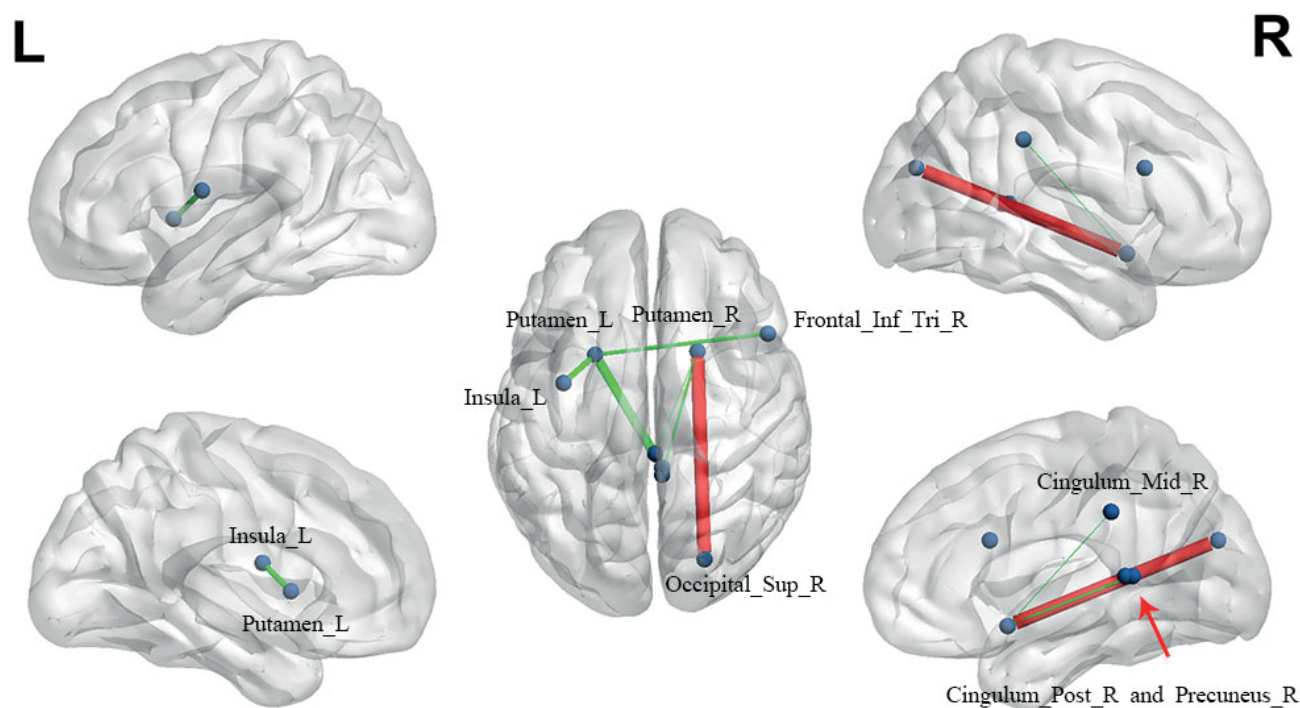 L
R
Putamen_L
Putamen_R
Frontal_Inf_Tri_R
Insula_L
Occipital_Sup_R
Insula_L
Putamen_L
Cingulum_Mid_R
Cingulum_Post_R and Precuneus_R